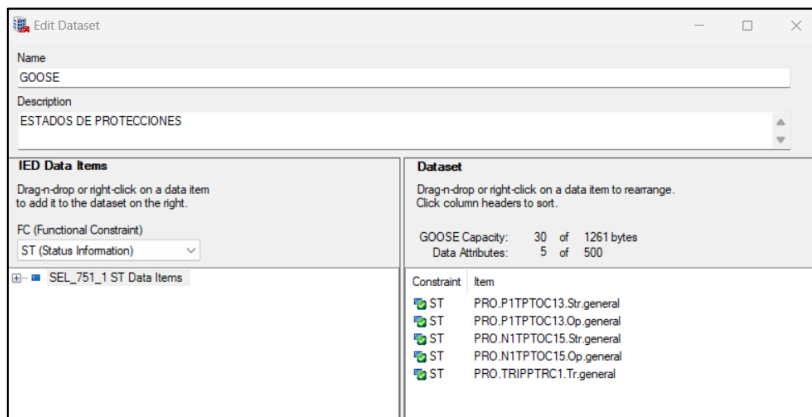 Edit Dataset
Name
GOOSE
Description
ESTADOS DE PROTECCIONES
IED Data Items
Drag-n-drop or right-click on a data item
to add it to the dataset on the right.
FC (Functional Constraint)
ST (Status Information)
SEL_751_1 ST Data Items
Dataset
Drag-n-drop or right-click on a data item to rearrange.
Click column headers to sort.
GOOSE Capacity: 30 of 1261 bytes
Data Attributes: 5 of 500
Constraint Item
ST PRO.P1TPTOC13.Str.general
ST PRO.P1TPTOC13.Op.general
ST PRO.N1TPTOC15.Str.general
ST PRO.N1TPTOC15.Op.general
ST PRO.TRIPPTRC1.Tr.general